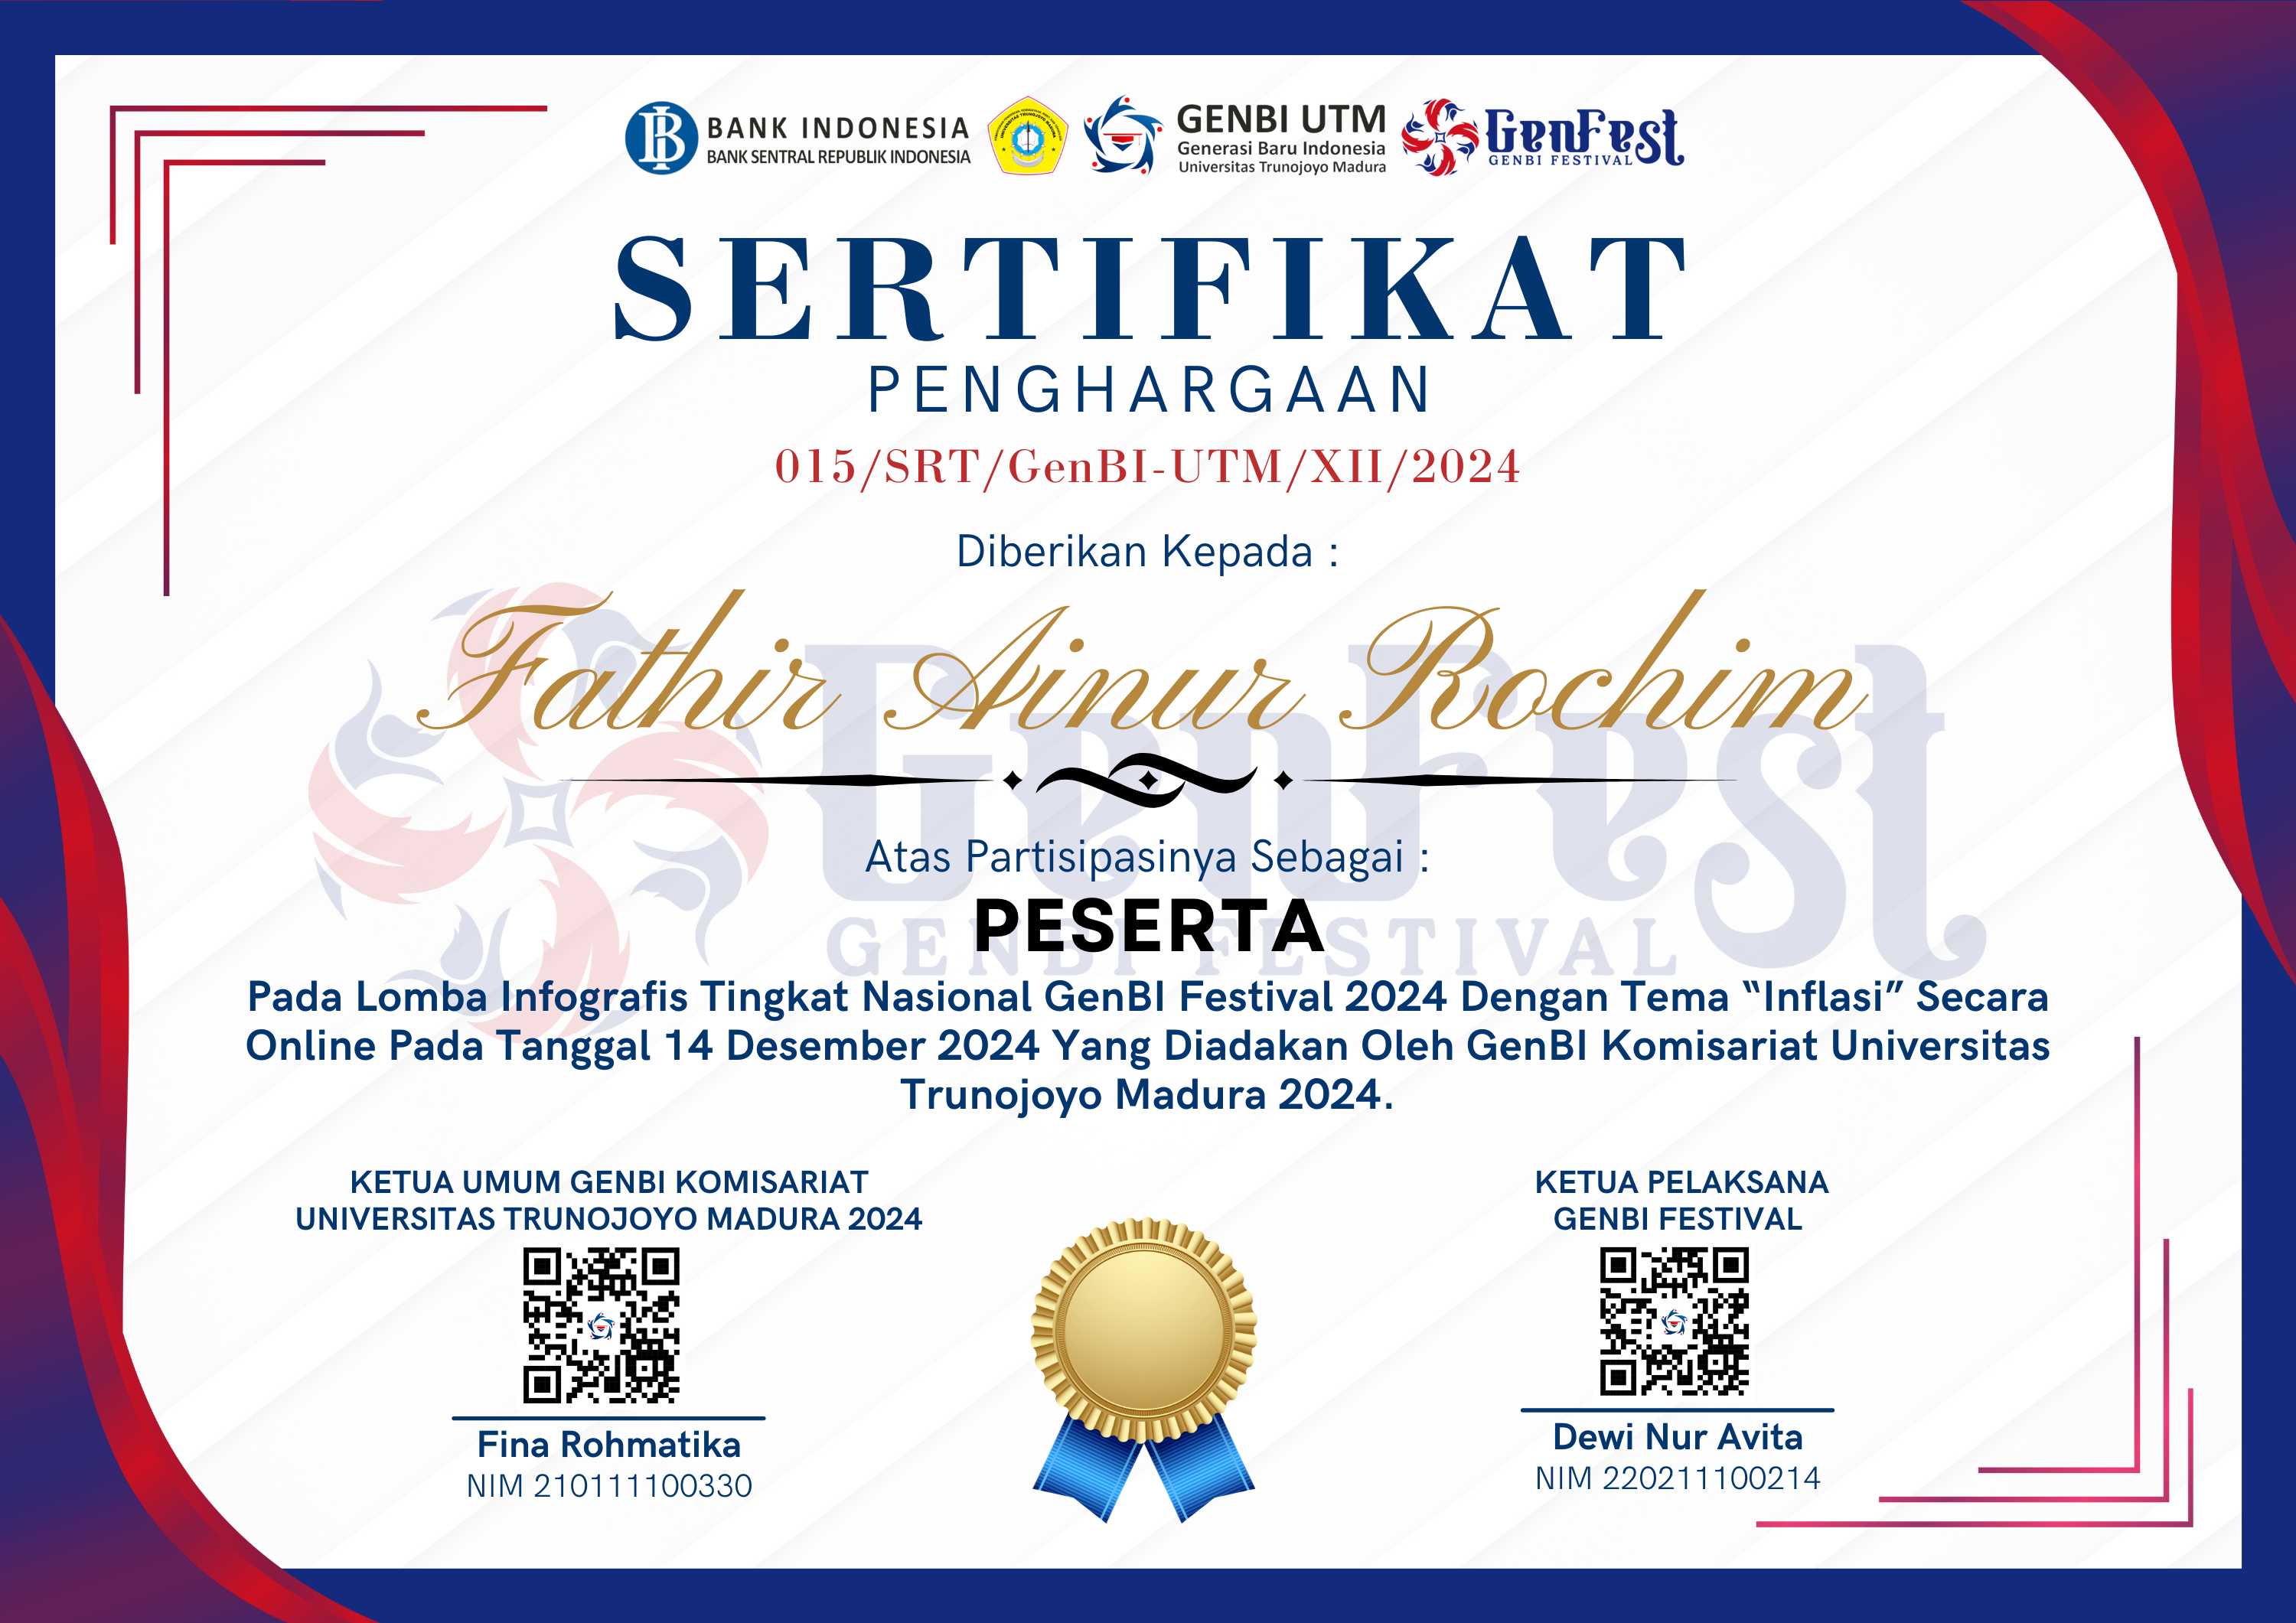 BANK INDONESIA
BANK SENTRAL REPUBLIK INDONESIA
GENBI UTM
Generasi Baru Indonesia
Universitas Trunojoyo Madura
GenFest
GENBI FESTIVAL
SERTIFIKAT
PENGHARGAAN
015/SRT/GenBI-UTM/XII/2024
Diberikan Kepada :
Fathir Ainur Rochim
GenFest
GENBI FESTIVAL
Atas Partisipasinya Sebagai :
PESERTA
Pada Lomba Infografis Tingkat Nasional GenBI Festival 2024 Dengan Tema “Inflasi” Secara
Online Pada Tanggal 14 Desember 2024 Yang Diadakan Oleh GenBI Komisariat Universitas
Trunojoyo Madura 2024.
KETUA UMUM GENBI KOMISARIAT
UNIVERSITAS TRUNOJOYO MADURA 2024
Fina Rohmatika
NIM 210111100330
KETUA PELAKSANA
GENBI FESTIVAL
Dewi Nur Avita
NIM 220211100214